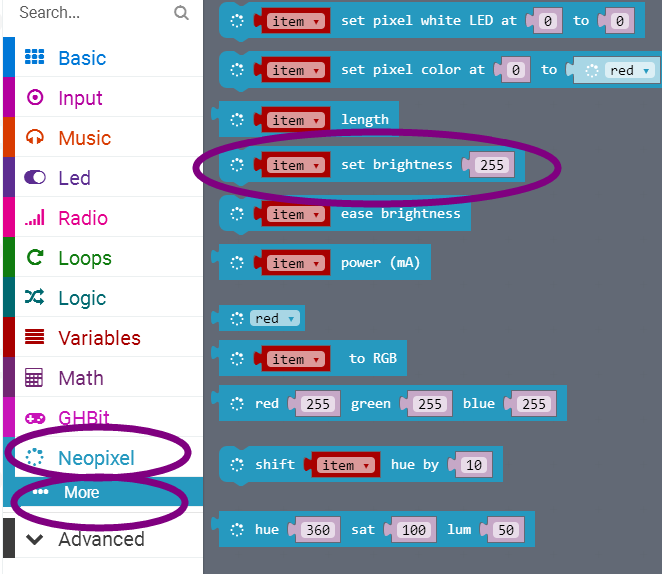 Search...
Basic
Input
Music
Led
Radio
Loops
Logic
Variables
Math
GHBit
Neopixel
More
Advanced
item set pixel white LED at 0 to 0
item set pixel color at 0 to red
item length
item set brightness 255
item ease brightness
item power (mA)
red
item to RGB
red 255 green 255 blue 255
shift item hue by 10
hue 360 sat 100 lum 50